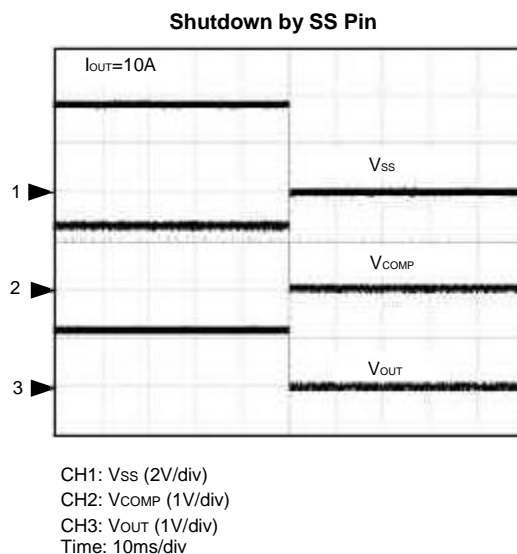 Shutdown by SS Pin
IOUT=10A
1
VSS
VCOMP
2
VOUT
3
CH1: VSS (2V/div)
CH2: VCOMP (1V/div)
CH3: VOUT (1V/div)
Time: 10ms/div